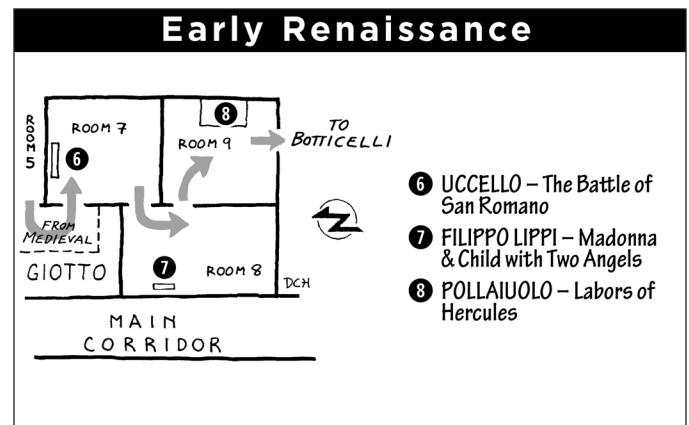 Early Renaissance
ROOM 5
ROOM 7
6
8
ROOM 9
TO
BOTTICELLI
FROM
MEDIEVAL
GIOTTO
7
ROOM 8
DCH
MAIN
CORRIDOR
6 UCCELLO – The Battle of
San Romano
7 FILIPPO LIPPI – Madonna
& Child with Two Angels
8 POLLAIUOLO – Labors of
Hercules